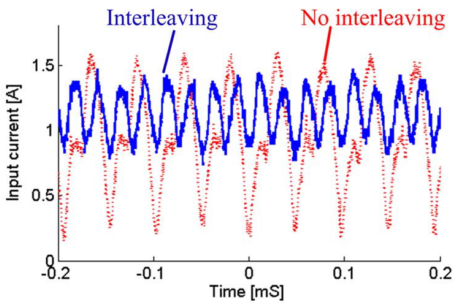 Interleaving No interleaving
Input current [A]
1.5
1
0.5
0
-0.2 -0.1 0 0.1 0.2
Time [mS]